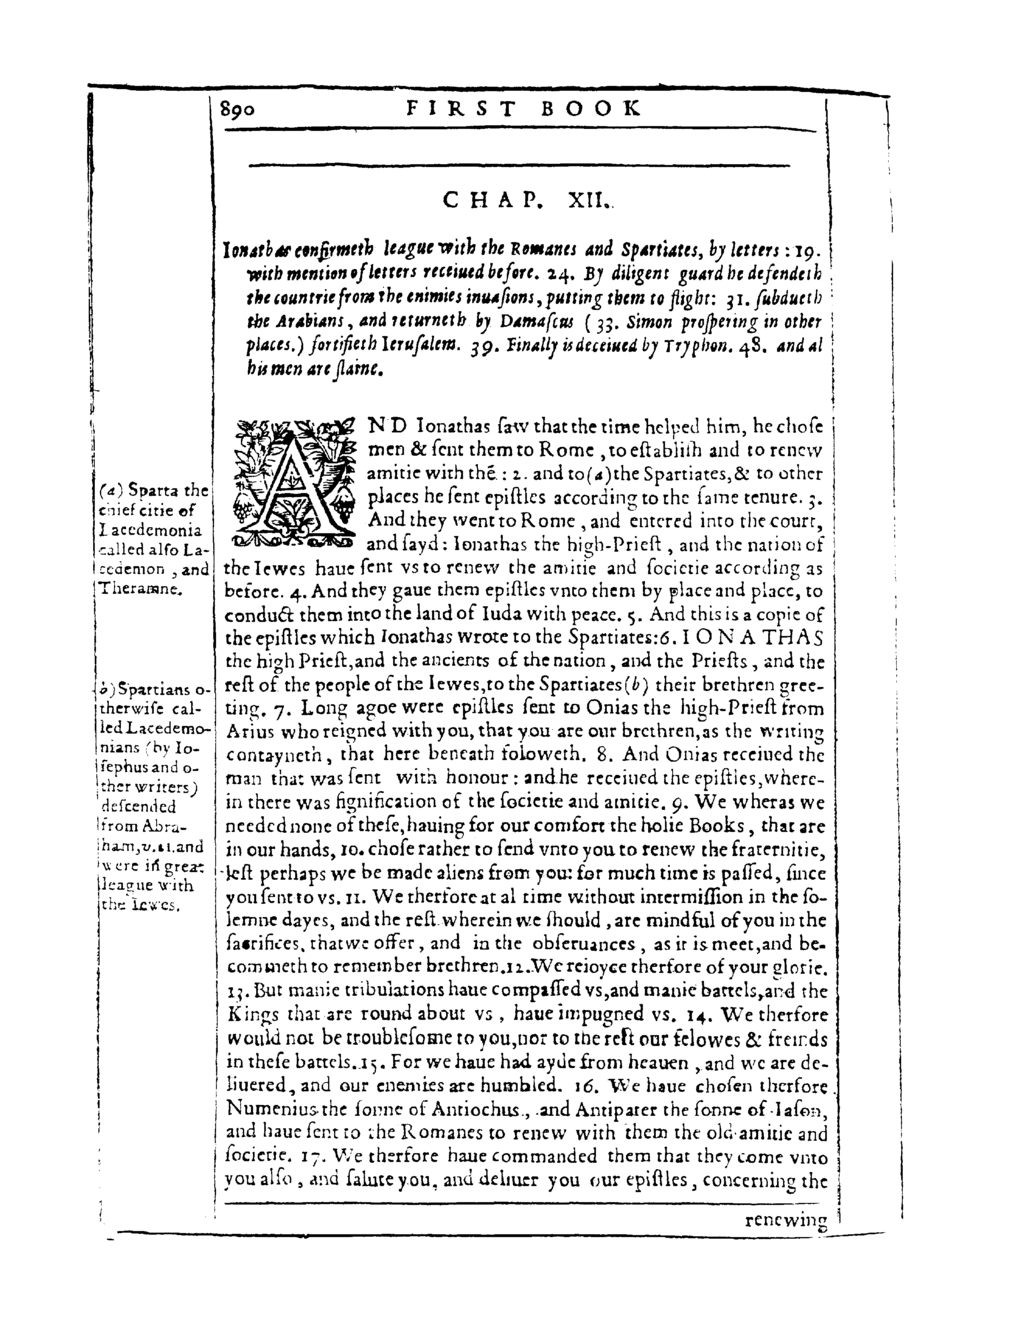 890 FIRST BOOK
CHAP. XII.
Ionathas confirmeth league with the Romanes and Spartiates, by letters: 19.
with mention of letters receiued before. 24. By diligent guard he defendeth
the countrie from the enimies inuaſions, putting them to flight: 31. ſubdueth
the Arabians, and returneth by Damaſcus (33. Simon proſpering in other
places.) fortifieth Ieruſalem. 39. Finally is deceiued by Tryphon. 48. and al
his men are ſlaine.
AND Ionathas ſaw that the time helped him, he choſe
men & ſent them to Rome, to eſtabliſh and to renew
amitie with thẽ: 2. and to (a) the Spartiates, & to other
places he ſent epiſtles according to the ſame tenure. 3.
And they went to Rome, and entered into the court,
and ſayd: Ionathas the high-Prieſt, and the nation of
the Iewes haue ſent vs to renew the amitie and ſocietie according as
before. 4. And they gaue them epiſtles vnto them by place and place, to
conduct them into the land of Iuda with peace. 5. And this is a copie of
the epiſtles which Ionathas wrote to the Spartiates: 6. IONATHAS
the high Prieſt, and the ancients of the nation, and the Prieſts, and the
reſt of the people of the Iewes, to the Spartiates (b) their brethren gree-
ting. 7. Long agoe were epiſtles ſent to Onias the high-Prieſt from
Arius who reigned with you, that you are our brethren, as the writing
contayneth, that here beneath foloweth. 8. And Onias receiued the
man that was ſent with honour: and he receiued the epiſtles, where-
in there was ſignification of the ſocietie and amitie. 9. We wheras we
needed none of theſe, hauing for our comfort the holie Books, that are
in our hands, 10. choſe rather to ſend vnto you to renew the fraternitie,
leſt perhaps we be made aliens from you: for much time is paſſed, ſince
you ſent to vs. 11. We therfore at al time without intermiſſion in the ſo-
lemne dayes, and the reſt wherein we ſhould, are mindful of you in the
ſacrifices, that we offer, and in the obſeruances, as it is meet, and be-
commeth to remember brethren. 12. We reioyce therfore of your glorie.
13. But manie tribulations haue compaſſed vs, and manie battels, and the
Kings that are round about vs, haue impugned vs. 14. We therfore
would not be troubleſome to you, nor to the reſt our felowes & freinds
in theſe battels. 15. For we haue had ayde from heauen, and we are de-
liuered, and our enemies are humbled. 16. We haue choſen therfore
Numenius the ſonne of Antiochus, and Antipater the ſonne of Iaſon,
and haue ſent to the Romanes to renew with them the old amitie and
ſocietie. 17. We therfore haue commanded them that they come vnto
you alſo, and ſalute you, and deliuer you our epiſtles, concerning the
renewing
(a) Sparta the
chief citie of
Lacedemonia
called alſo La-
cedemon, and
Theramne.
b) Spartians o-
therwiſe cal-
led Lacedemo-
nians (by Io-
ſephus and o-
ther writers)
deſcended
from Abra-
ham, v. 21. and
were in great
league with
the Iewes.